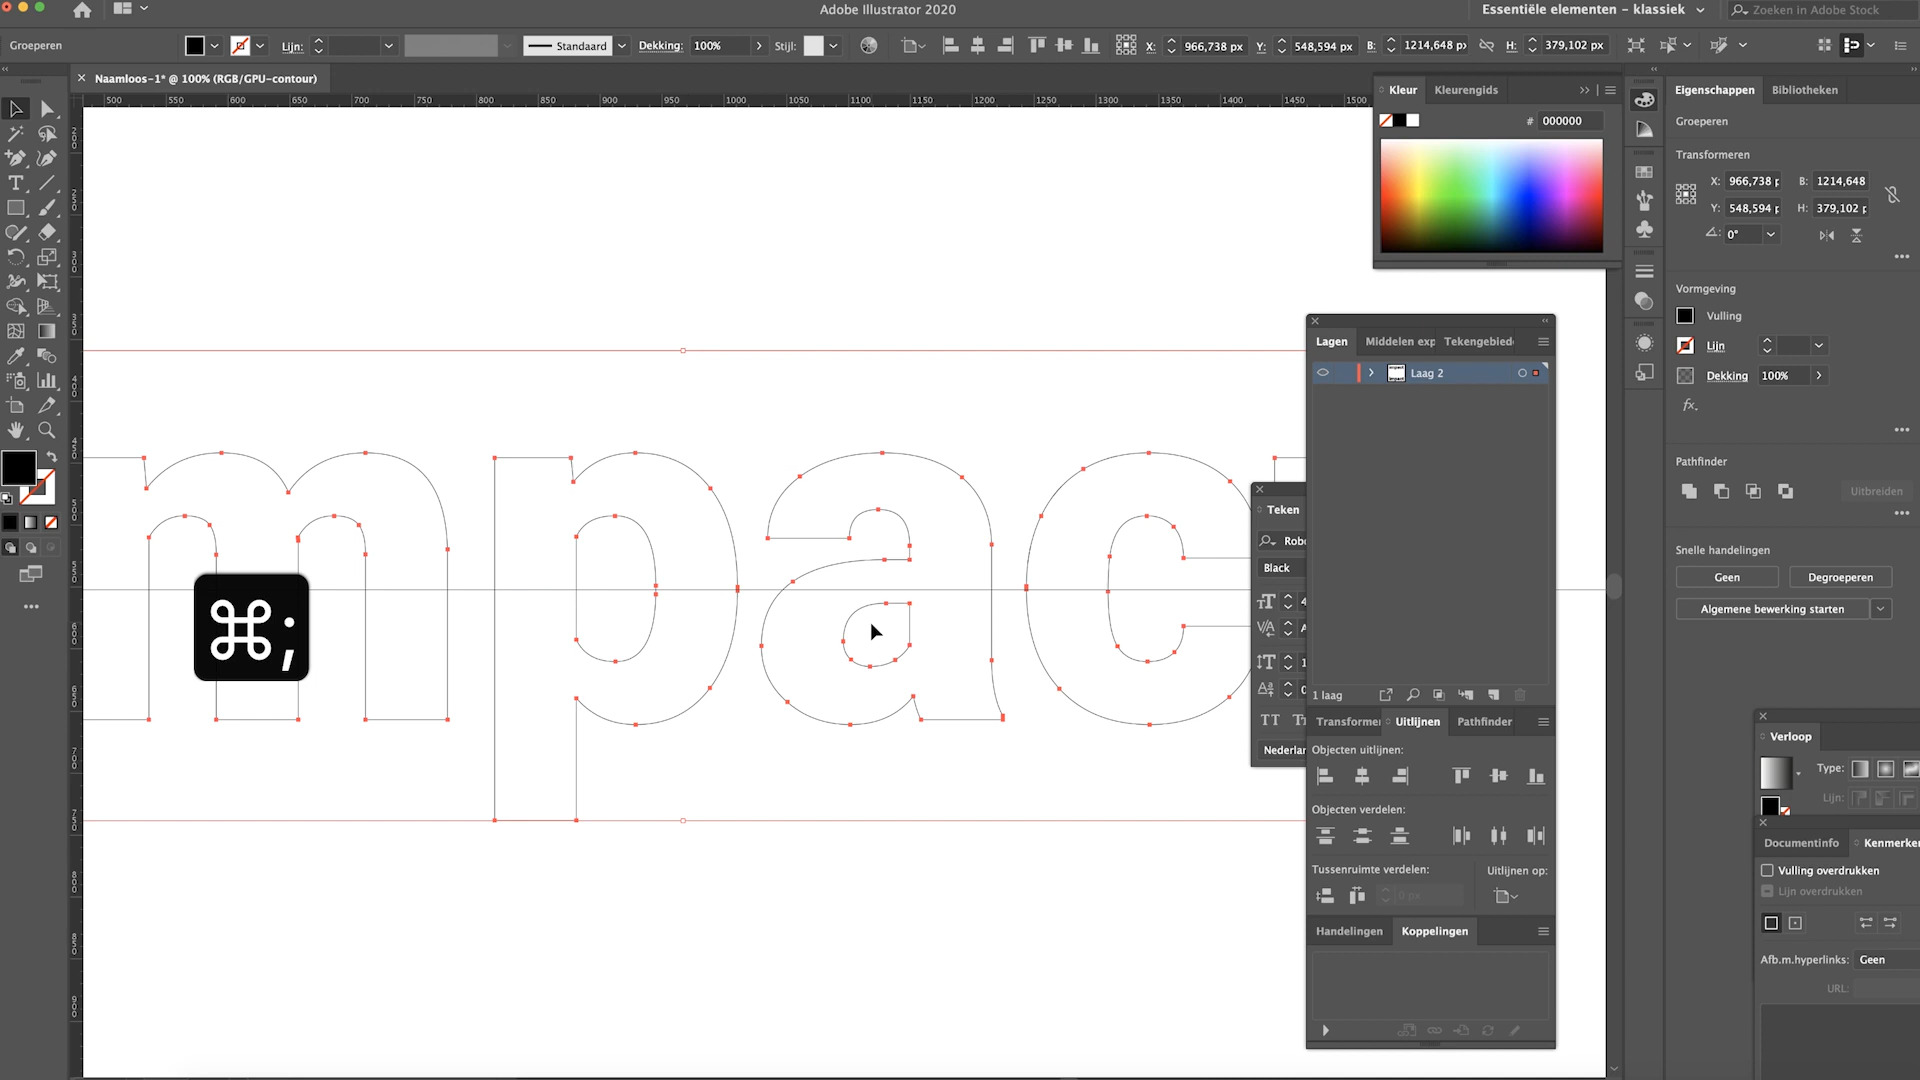 Adobe Illustrator 2020
Essentiële elementen – klassiek
Zoeken in Adobe Stock
Groeperen
Lijn:
Standaard
Dekking: 100%
Stijl:
X: 966,738 px
Y: 548,594 px
B: 1214,648 px
H: 379,102 px
Naamloos-1* @ 100% (RGB/GPU-contour)
500 550 600 650 700 750 800 850 900 950 1000 1050 1100 1150 1200 1250 1300 1350 1400 1450 1500
Kleur
Kleurengids
# 000000
Eigenschappen
Bibliotheken
Groeperen
Transformeren
X: 966,738
B: 1214,648
Y: 548,594
H: 379,102
0°
Vormgeving
Vulling
Lijn
Dekking 100%
fx.
Pathfinder
Uitbreiden
Snelle handelingen
Geen
Degroeperen
Algemene bewerking starten
Lagen
Middelen exp
Tekengebied
Laag 2
1 laag
mpac
⌘;
Teken
Black
Transformer
Uitlijnen
Pathfinder
Objecten uitlijnen:
Objecten verdelen:
Tussenruimte verdelen:
Uitlijnen op:
0 px
Handelingen
Koppelingen
Verloop
Type:
Lijn:
Documentinfo
Kenmerken
Vulling overdrukken
Lijn overdrukken
Afb.m.hyperlinks: Geen
URL: